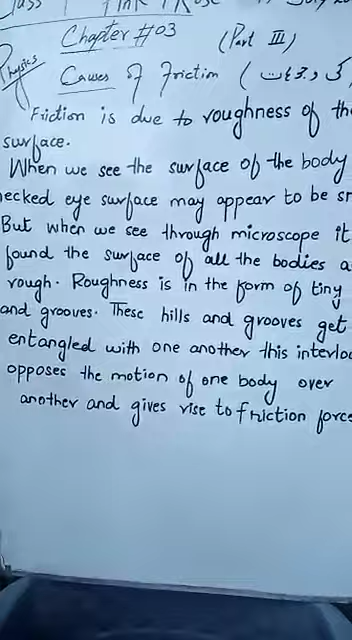 Chapter #03
(Part III)
Physics
Causes of Friction ( کی وجوہات
Fiction is due to roughness of the
surface.
When we see the surface of the body
necked eye surface may appear to be
But when we see through microscope it
found the surface of all the bodies
rough. Roughness is in the form of tiny
and grooves. These hills and grooves get
entangled with one another this
opposes the motion of one body over
another and gives rise to friction force